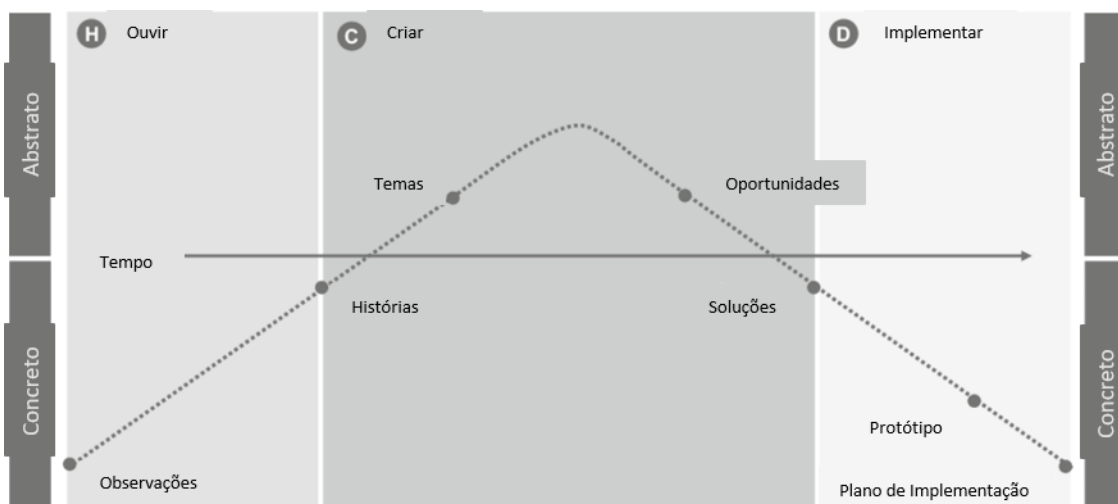 H Ouvir
C Criar
D Implementar
Abstrato
Abstrato
Temas
Oportunidades
Tempo
Histórias
Soluções
Concreto
Concreto
Protótipo
Observações
Plano de Implementação